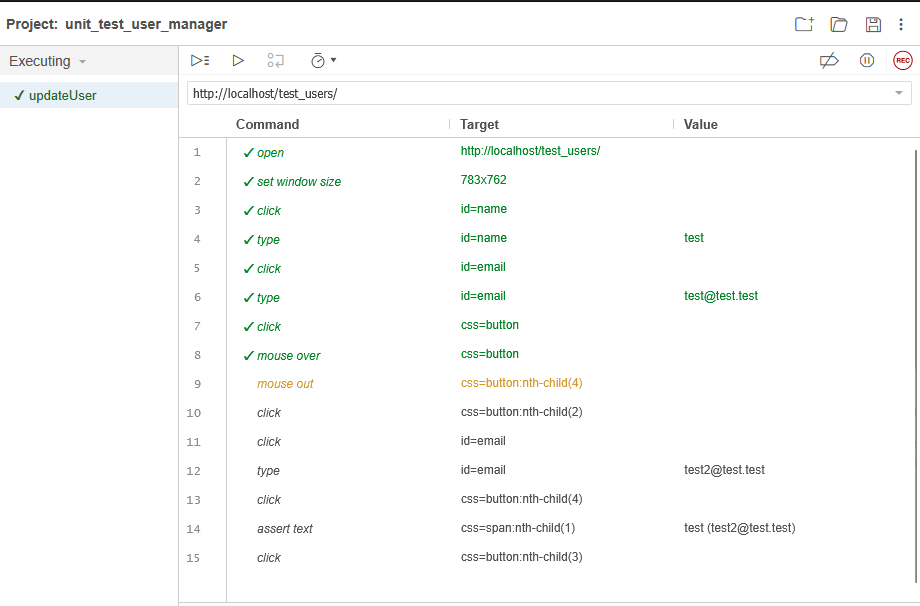 Project: unit_test_user_manager
Executing
✓ updateUser
REC
http://localhost/test_users/
Command Target Value
1 ✓ open http://localhost/test_users/
2 ✓ set window size 783x762
3 ✓ click id=name
4 ✓ type id=name test
5 ✓ click id=email
6 ✓ type id=email test@test.test
7 ✓ click css=button
8 ✓ mouse over css=button
9 mouse out css=button:nth-child(4)
10 click css=button:nth-child(2)
11 click id=email
12 type id=email test2@test.test
13 click css=button:nth-child(4)
14 assert text css=span:nth-child(1) test (test2@test.test)
15 click css=button:nth-child(3)